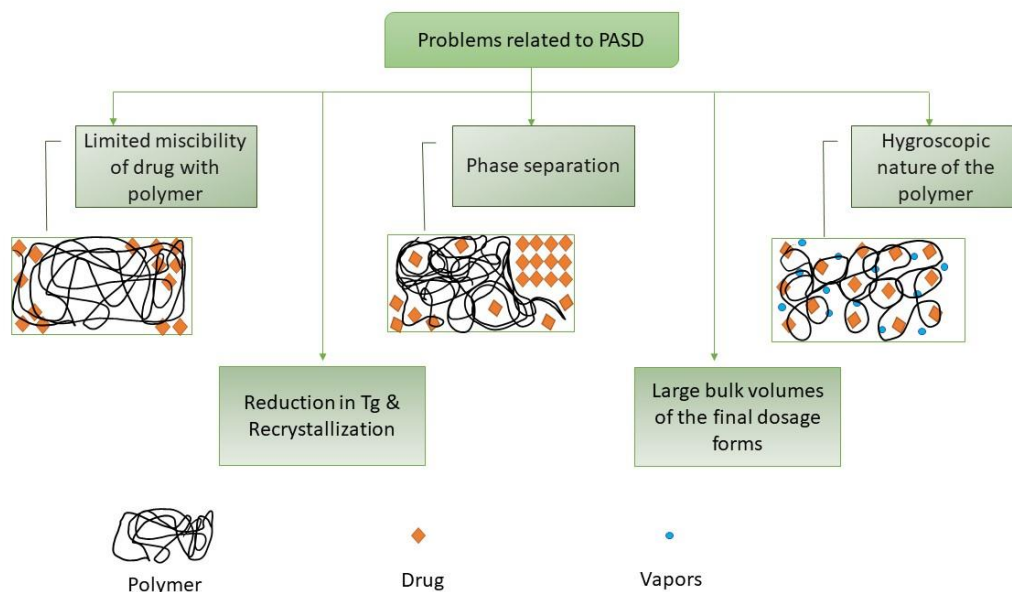 Problems related to PASD
Limited miscibility
of drug with
polymer
Phase separation
Hygroscopic
nature of the
polymer
Reduction in Tg &
Recrystallization
Large bulk volumes
of the final dosage
forms
Polymer
Drug
Vapors